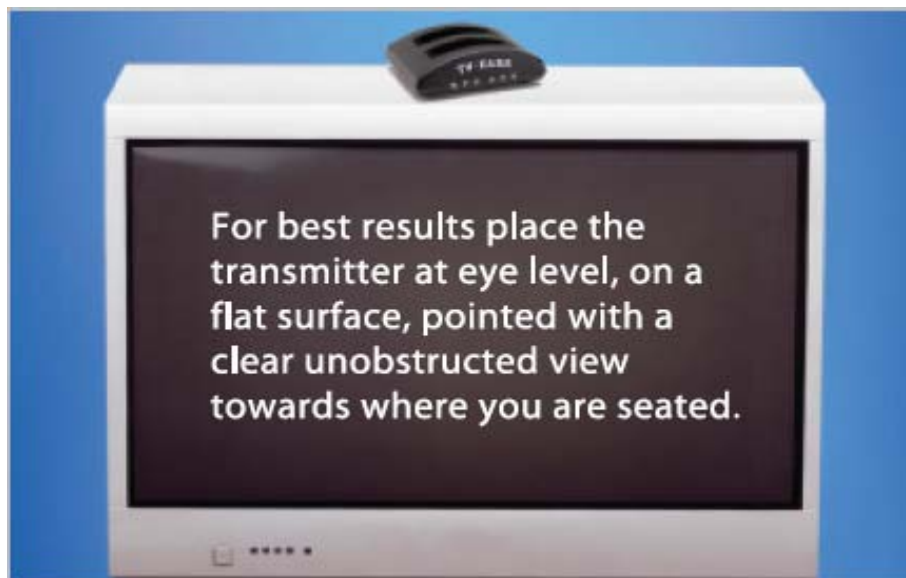 TV·EARS
For best results place the
transmitter at eye level, on a
flat surface, pointed with a
clear unobstructed view
towards where you are seated.